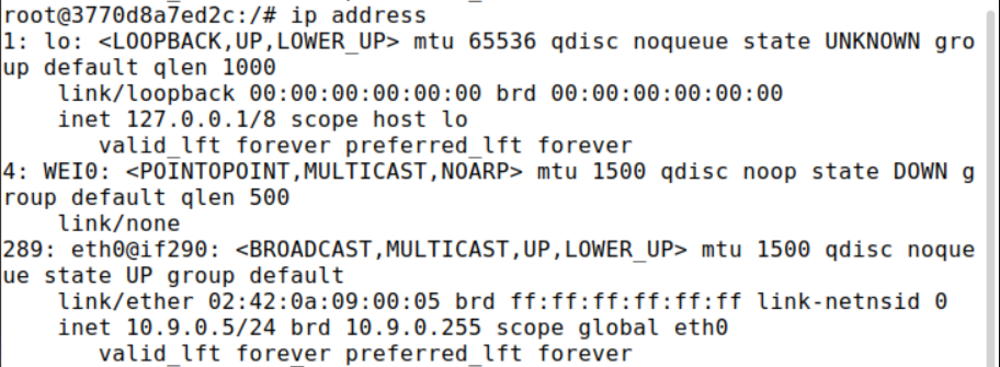 root@3770d8a7ed2c:/# ip address
1: lo: <LOOPBACK,UP,LOWER_UP> mtu 65536 qdisc noqueue state UNKNOWN gro
up default qlen 1000
    link/loopback 00:00:00:00:00:00 brd 00:00:00:00:00:00
    inet 127.0.0.1/8 scope host lo
       valid_lft forever preferred_lft forever
4: WEI0: <POINTOPOINT,MULTICAST,NOARP> mtu 1500 qdisc noop state DOWN g
roup default qlen 500
    link/none
289: eth0@if290: <BROADCAST,MULTICAST,UP,LOWER_UP> mtu 1500 qdisc noque
ue state UP group default
    link/ether 02:42:0a:09:00:05 brd ff:ff:ff:ff:ff:ff link-netnsid 0
    inet 10.9.0.5/24 brd 10.9.0.255 scope global eth0
       valid_lft forever preferred_lft forever